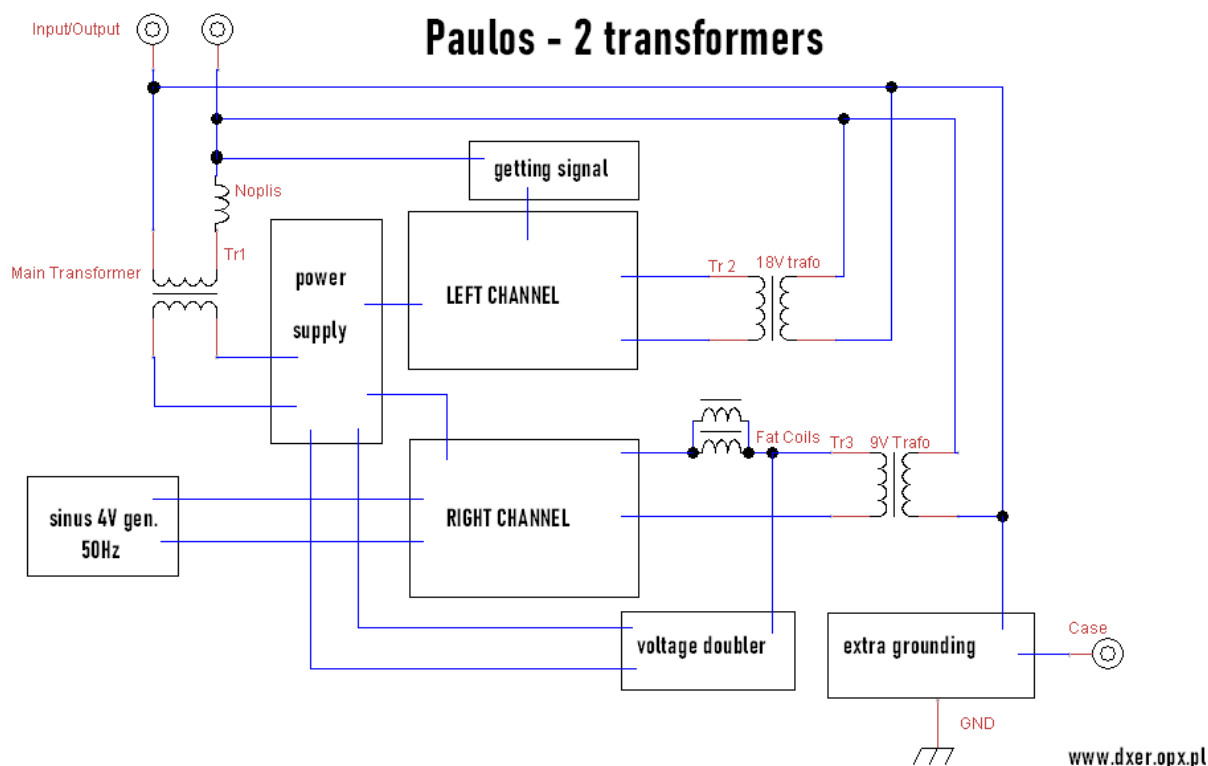 Paulos - 2 transformers
Input/Output
getting signal
Noplis
Tr1
Main Transformer
power
supply
LEFT CHANNEL
Tr 2
18V trafo
Fat Coils
Tr3
9V Trafo
sinus 4V gen.
50Hz
RIGHT CHANNEL
voltage doubler
extra grounding
Case
GND
www.dxer.opx.pl